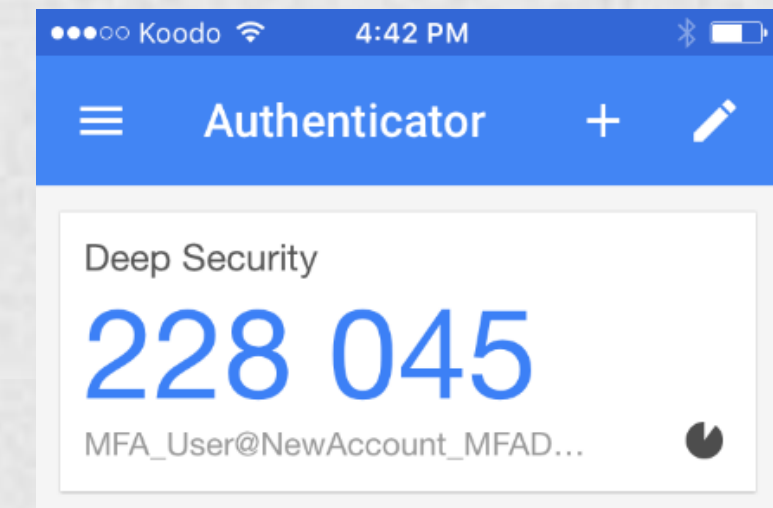 Koodo 4:42 PM
Authenticator +
Deep Security
228 045
MFA_User@NewAccount_MFAD...